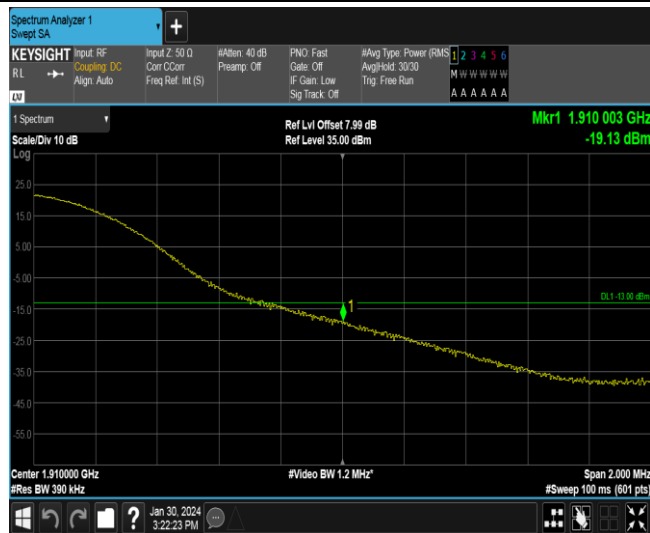 Spectrum Analyzer 1
Swept SA
KEYSIGHT
R L
LXI
Input: RF
Coupling: DC
Align: Auto
Input Z: 50 Ω
Corr CCorr
Freq Ref: Int (S)
#Atten: 40 dB
Preamp: Off
PNO: Fast
Gate: Off
IF Gain: Low
Sig Track: Off
#Avg Type: Power (RMS
Avg|Hold: 30/30
Trig: Free Run
1 2 3 4 5 6
M W W W W W
A A A A A A
1 Spectrum
Scale/Div 10 dB
Ref Lvl Offset 7.99 dB
Ref Level 35.00 dBm
Mkr1 1.910 003 GHz
-19.13 dBm
Log
25.0
15.0
5.00
-5.00
DL1 -13.00 dBm
1
-15.0
-25.0
-35.0
-45.0
-55.0
Center 1.910000 GHz
#Video BW 1.2 MHz*
Span 2.000 MHz
#Res BW 390 kHz
#Sweep 100 ms (601 pts)
?
Jan 30, 2024
3:22:23 PM